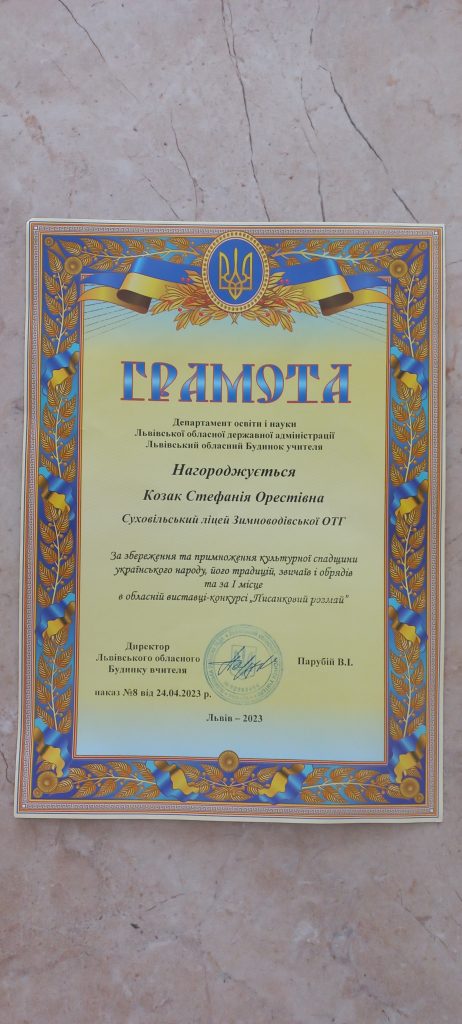 ГРАМОТА
Департамент освіти і науки
Львівської обласної державної адміністрації
Львівський обласний Будинок учителя
Нагороджується
Козак Стефанія Орестівна
Суховільський ліцей Зимноводівської ОТГ
За збереження та примноження культурної спадщини
українського народу, його традицій, звичаїв і обрядів
та за І місце
в обласній виставці-конкурсі „Писанковий розмай"
Директор
Львівського обласного
Будинку вчителя
Парубій В.І.
наказ №8 від 24.04.2023 р.
Львів – 2023